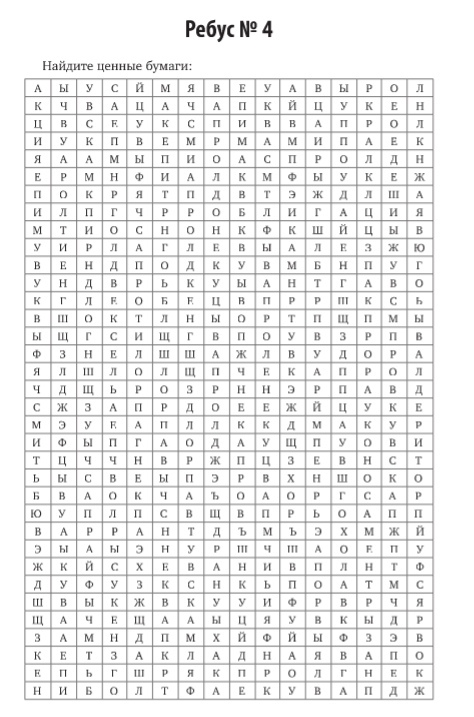 Ребус № 4
Найдите ценные бумаги:
А Ы У С Й М Я В Е У А В Ы Р О Л
К Ч В А Ц А Ч А П К Й Ц У К Е Н
Ц В С Е У К С П И В В А П Р О Л
И У К П В Е М Р М А М И П А Е К
Я А А М Ы П И О А С П Р О Л Д Н
Е Р М Н Ф И А Л К М Ф Ы У К Е Ж
П О К Р Я Т П Д В Т Э Ж Д Л Ш А
И Л П Г Ч Р Р О Б Л И Г А Ц И Я
М Т И О С Н О Н К Ф К Ш Й Ц Ы В
У И Р Л А Г Л Е В Ы А Л Е З Ж Ю
В Е Н Д П О Д К У В М Б Н П У Г
У Н Д В Р Ь К У Ы А Н Т Г А В О
К Г Л Е О Б Е Ц В П Р Р Ш К С Ь
В Ш О К Т Л Н Ы О Р Т П Щ П М Ы
Ы Щ Г С И Щ Г В П О У В З Р П В
Ф З Н Е Л Ш Ш А Ж Л В У Д О Р А
Я Л Ш Л О Л Щ П Ч Е К А П Р О Л
Ч Д Щ Ь Р О З Р Н Н Э Р П А В Д
С Ж З А П Р Д О Е Е Ж Й Ц У К Е
М Э У Е А П Л Л К К Д М А К У Р
И Ф Ы П Г А О Д А У Щ П У О В И
Т Ц Ч Ч Н В Р Ж П Ц З Е В Н С Т
Ь Ы С В Е Ы П Э Р В Х Н Ш О К О
Б В А О К Ч А Ъ О А О Р Г С А Р
Ю У П Л П С В Щ В П Р Ь О А П П
В А Р Р А Н Т Д Ъ М Ъ Э Х М Ж Й
Э Ы А Ы Э Н У Р Ш Ч Ш А О Е П У
Ж К Й С Х Е В А Н И В П Л Н Т Ф
Д У Ф У З К С Н К Ь П О А Т М С
Ш В Ы К Ж В К У У И Ф Р В Р Ч Я
Щ А Ч Е Щ А А Ы Ц Я У В К Ы Д Р
З А М Н Д П М Х Й Ф Й Ы Ф З Э В
К Е Т З А К Л А Д Н А Я В А П О
Е П Ь Г Ш Р Я К П Р О Л Г Н Е К
Н И Б О Л Т Ф А Е К У В А П Д Ж